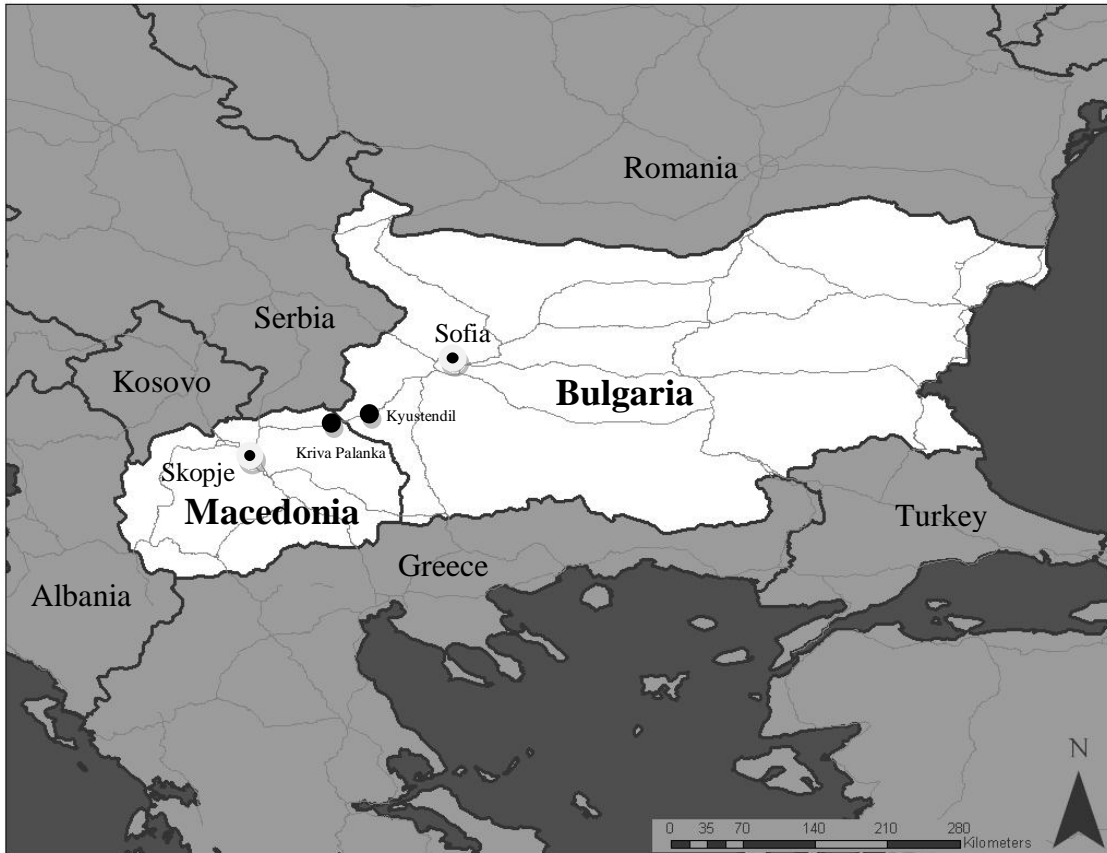 Romania
Serbia
Sofia
Kosovo
Bulgaria
Kyustendil
Kriva Palanka
Skopje
Macedonia
Turkey
Greece
Albania
N
0 35 70 140 210 280
Kilometers